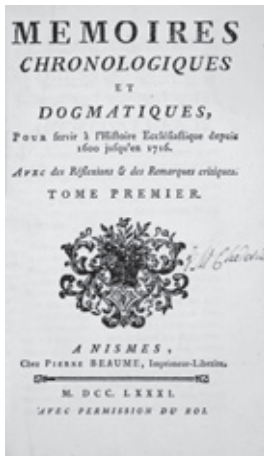 MEMOIRES
CHRONOLOGIQUES
ET
DOGMATIQUES,
POUR servir à l'Histoire Ecclésiastique depuis
1600 jusqu'en 1716.
AVEC des Réflexions & des Remarques critiques.
TOME PREMIER.
A NISMES,
Chez PIERRE BEAUME, Imprimeur-Libraire.
M. DCC. LXXXI.
AVEC PERMISSION DU ROI.